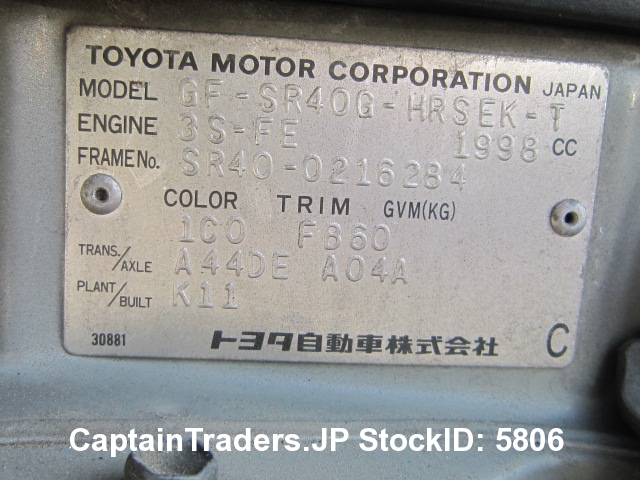 TOYOTA MOTOR CORPORATION JAPAN
MODEL GF-SR40G-HRSEK-T
ENGINE 3S-FE 1998 CC
FRAME No. SR40-0216284
COLOR TRIM GVM(KG)
1C0 FB60
TRANS./AXLE A44DE A04A
PLANT/BUILT K11
30881 トヨタ自動車株式会社 C
CaptainTraders.JP StockID: 5806